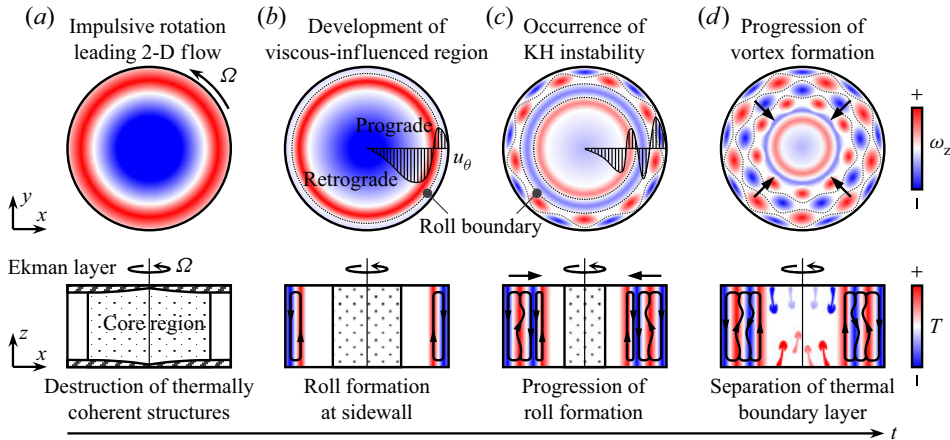 (a)
Impulsive rotation
leading 2-D flow
Ω
(b)
Development of
viscous-influenced region
Prograde
Retrograde
u_θ
(c)
Occurrence of
KH instability
Roll boundary
(d)
Progression of
vortex formation
+
ω_z
–
y
x
Ekman layer
Ω
Core region
z
x
Destruction of thermally
coherent structures
Roll formation
at sidewall
Progression of
roll formation
Separation of thermal
boundary layer
+
T
–
t